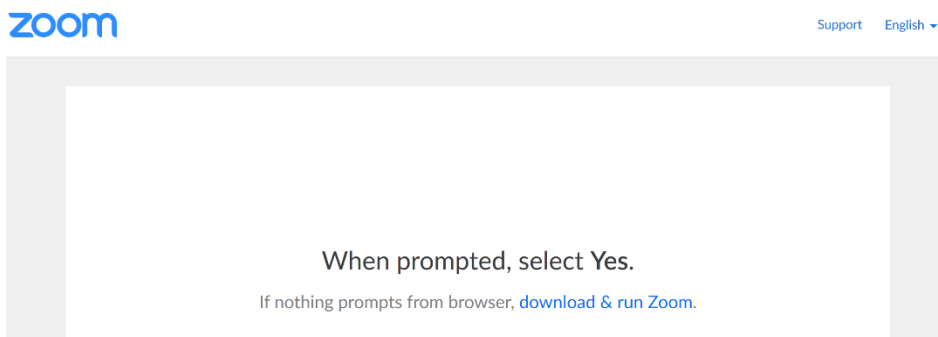 zoom
Support English
When prompted, select Yes.
If nothing prompts from browser, download & run Zoom.